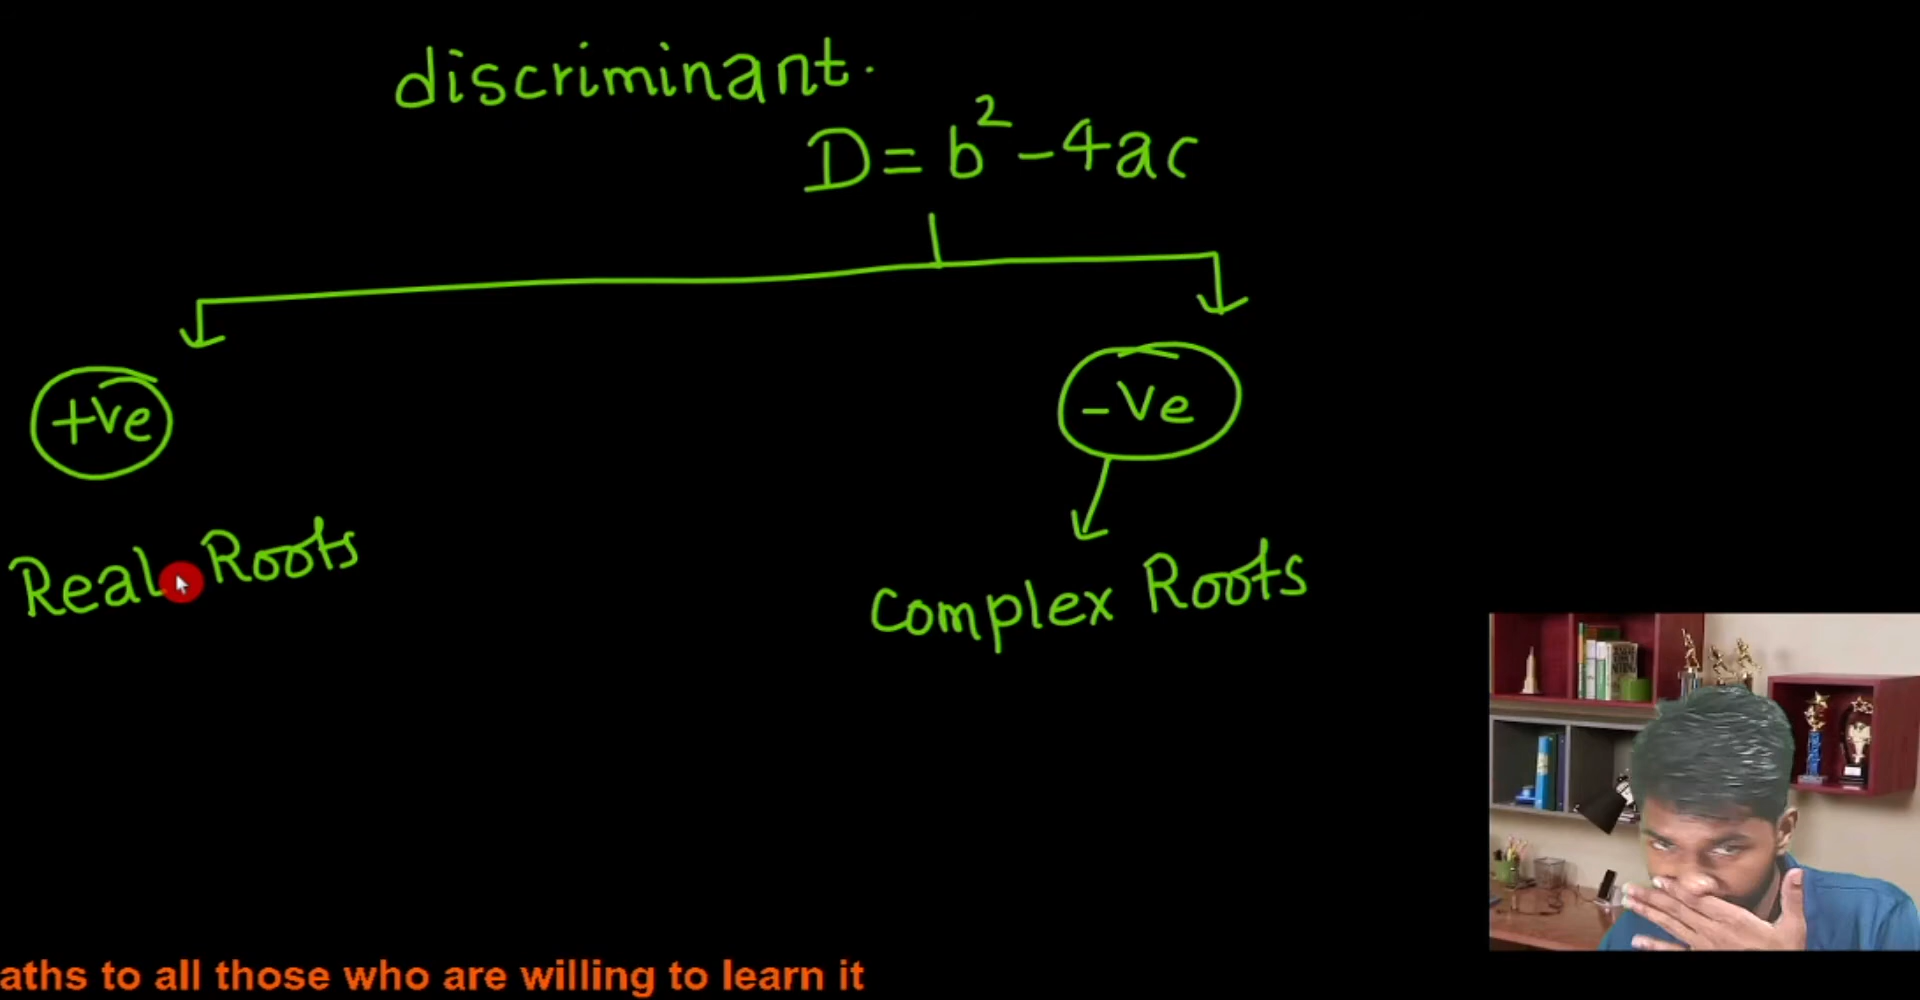 discriminant.
D = b² - 4ac
+ve
-ve
Real Roots
Complex Roots
aths to all those who are willing to learn it